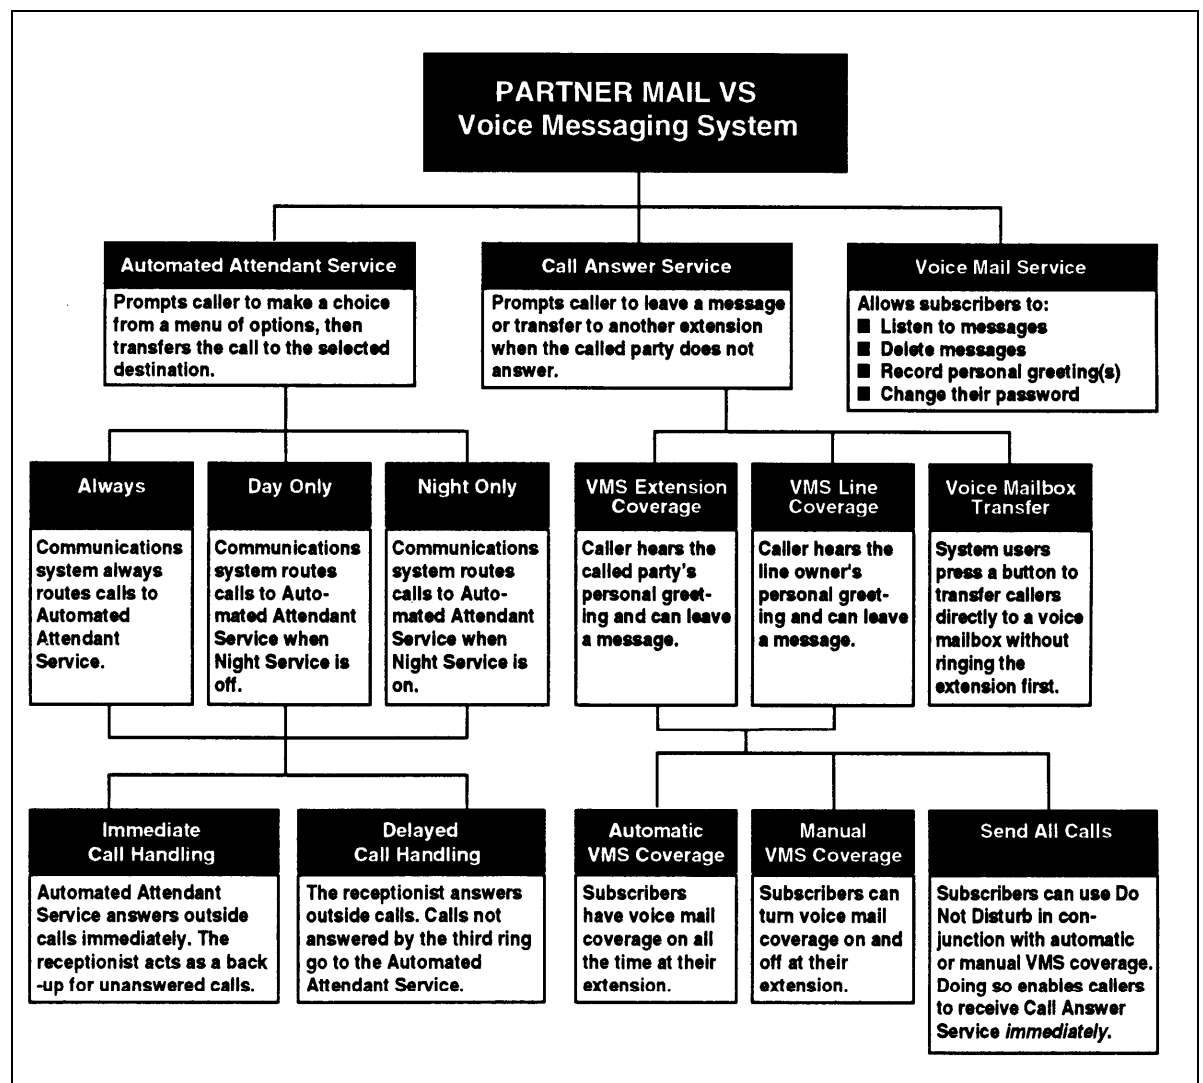 PARTNER MAIL VS
Voice Messaging System
Automated Attendant Service
Prompts caller to make a choice
from a menu of options, then
transfers the call to the selected
destination.
Call Answer Service
Prompts caller to leave a message
or transfer to another extension
when the called party does not
answer.
Voice Mail Service
Allows subscribers to:
■ Listen to messages
■ Delete messages
■ Record personal greeting(s)
■ Change their password
Always
Communications
system always
routes calls to
Automated
Attendant
Service.
Day Only
Communications
system routes
calls to Auto-
mated Attendant
Service when
Night Service is
off.
Night Only
Communications
system routes
calls to Auto-
mated Attendant
Service when
Night Service is
on.
VMS Extension
Coverage
Caller hears the
called party's
personal greet-
ing and can leave
a message.
VMS Line
Coverage
Caller hears the
line owner's
personal greet-
ing and can leave
a message.
Voice Mailbox
Transfer
System users
press a button to
transfer callers
directly to a voice
mailbox without
ringing the
extension first.
Immediate
Call Handling
Automated Attendant
Service answers outside
calls immediately. The
receptionist acts as a back
-up for unanswered calls.
Delayed
Call Handling
The receptionist answers
outside calls. Calls not
answered by the third ring
go to the Automated
Attendant Service.
Automatic
VMS Coverage
Subscribers
have voice mail
coverage on all
the time at their
extension.
Manual
VMS Coverage
Subscribers can
turn voice mail
coverage on and
off at their
extension.
Send All Calls
Subscribers can use Do
Not Disturb in con-
junction with automatic
or manual VMS coverage.
Doing so enables callers
to receive Call Answer
Service immediately.